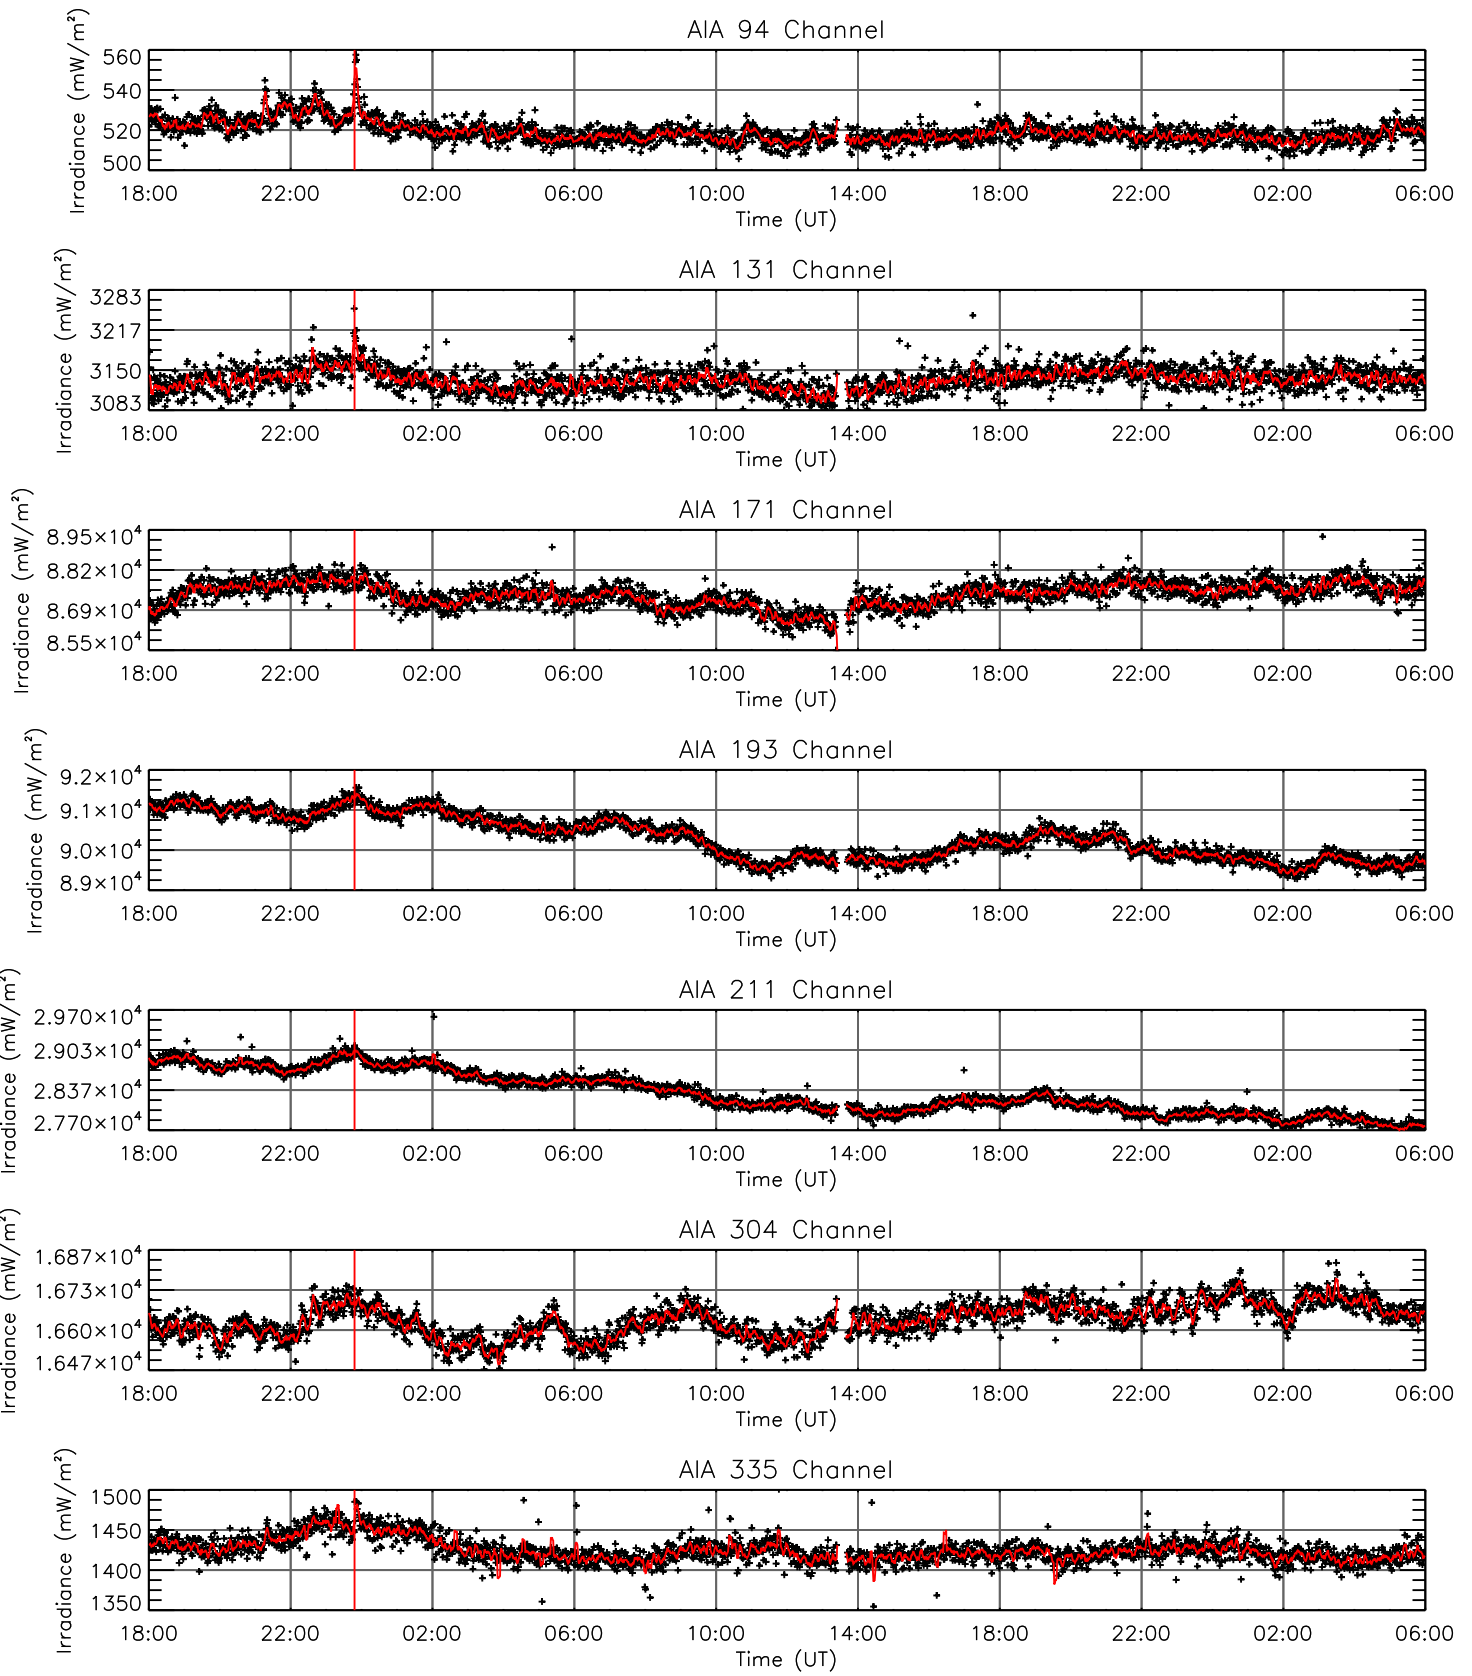 AIA 94 Channel
Irradiance (mW/m²)
560
540
520
500
18:00 22:00 02:00 06:00 10:00 14:00 18:00 22:00 02:00 06:00
Time (UT)
AIA 131 Channel
Irradiance (mW/m²)
3283
3217
3150
3083
18:00 22:00 02:00 06:00 10:00 14:00 18:00 22:00 02:00 06:00
Time (UT)
AIA 171 Channel
Irradiance (mW/m²)
8.95×10⁴
8.82×10⁴
8.69×10⁴
8.55×10⁴
18:00 22:00 02:00 06:00 10:00 14:00 18:00 22:00 02:00 06:00
Time (UT)
AIA 193 Channel
Irradiance (mW/m²)
9.2×10⁴
9.1×10⁴
9.0×10⁴
8.9×10⁴
18:00 22:00 02:00 06:00 10:00 14:00 18:00 22:00 02:00 06:00
Time (UT)
AIA 211 Channel
Irradiance (mW/m²)
2.970×10⁴
2.903×10⁴
2.837×10⁴
2.770×10⁴
18:00 22:00 02:00 06:00 10:00 14:00 18:00 22:00 02:00 06:00
Time (UT)
AIA 304 Channel
Irradiance (mW/m²)
1.687×10⁴
1.673×10⁴
1.660×10⁴
1.647×10⁴
18:00 22:00 02:00 06:00 10:00 14:00 18:00 22:00 02:00 06:00
Time (UT)
AIA 335 Channel
Irradiance (mW/m²)
1500
1450
1400
1350
18:00 22:00 02:00 06:00 10:00 14:00 18:00 22:00 02:00 06:00
Time (UT)